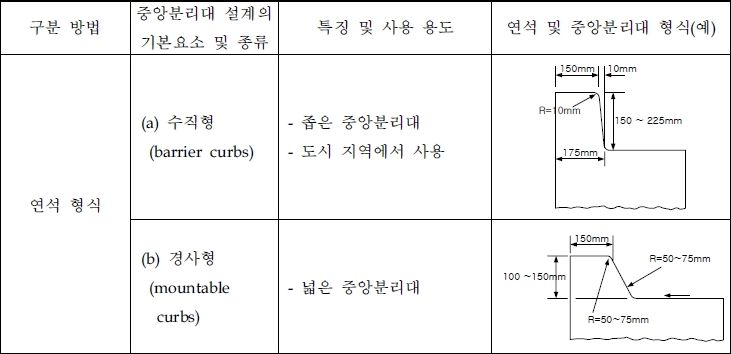 구분 방법
중앙분리대 설계의
기본요소 및 종류
특징 및 사용 용도
연석 및 중앙분리대 형식(예)
연석 형식
(a) 수직형
(barrier curbs)
- 좁은 중앙분리대
- 도시 지역에서 사용
150mm
10mm
R=10mm
150 ~ 225mm
175mm
(b) 경사형
(mountable
curbs)
- 넓은 중앙분리대
150mm
R=50~75mm
100 ~150mm
R=50~75mm